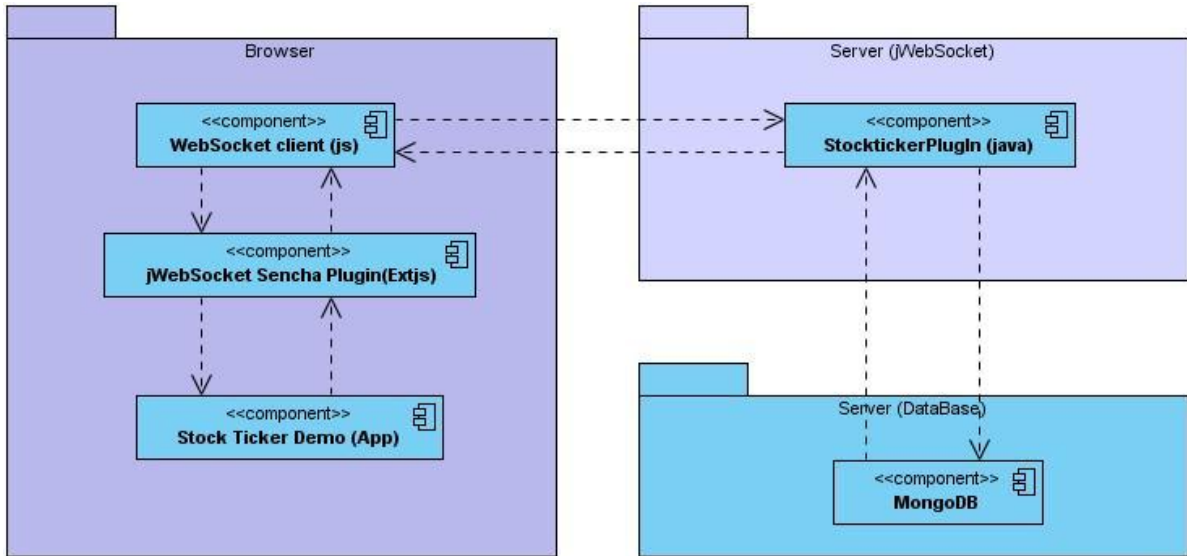 Browser
<<component>>
WebSocket client (js)
<<component>>
jWebSocket Sencha Plugin(Extjs)
<<component>>
Stock Ticker Demo (App)
Server (jWebSocket)
<<component>>
StocktickerPlugIn (java)
Server (DataBase)
<<component>>
MongoDB